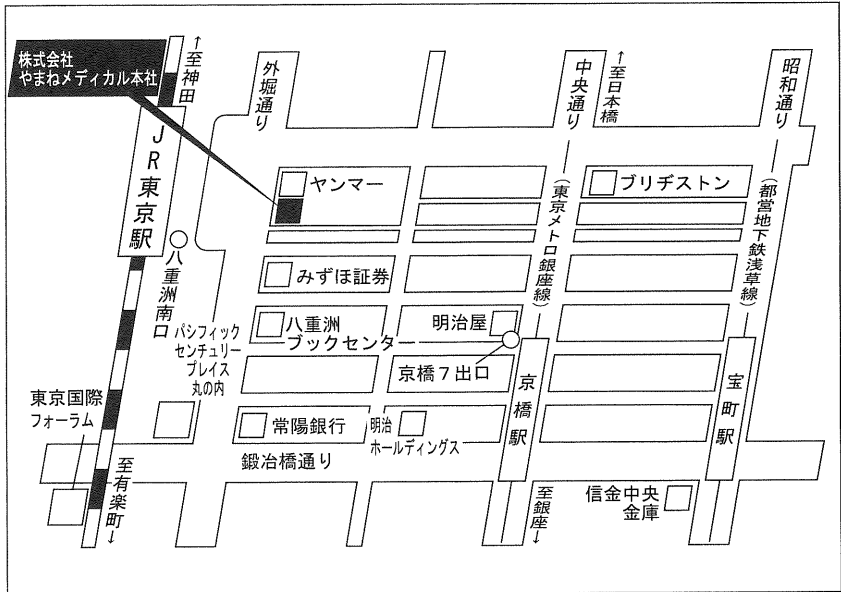 株式会社
やまねメディカル本社
↑至神田
外堀通り
中央通り
↑至日本橋
昭和通り
JR東京駅
ヤンマー
ブリヂストン
(東京メトロ銀座線)
(都営地下鉄浅草線)
八重洲南口
みずほ証券
八重洲
ブックセンター
明治屋
京橋7出口
パシフィック
センチュリー
プレイス
丸の内
東京国際
フォーラム
常陽銀行
明治
ホールディングス
京橋駅
宝町駅
鍛冶橋通り
至有楽町↓
至銀座↓
信金中央
金庫